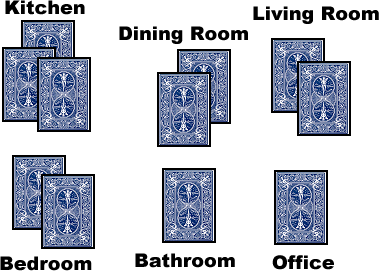 Kitchen
Dining Room
Living Room
Bedroom
Bathroom
Office